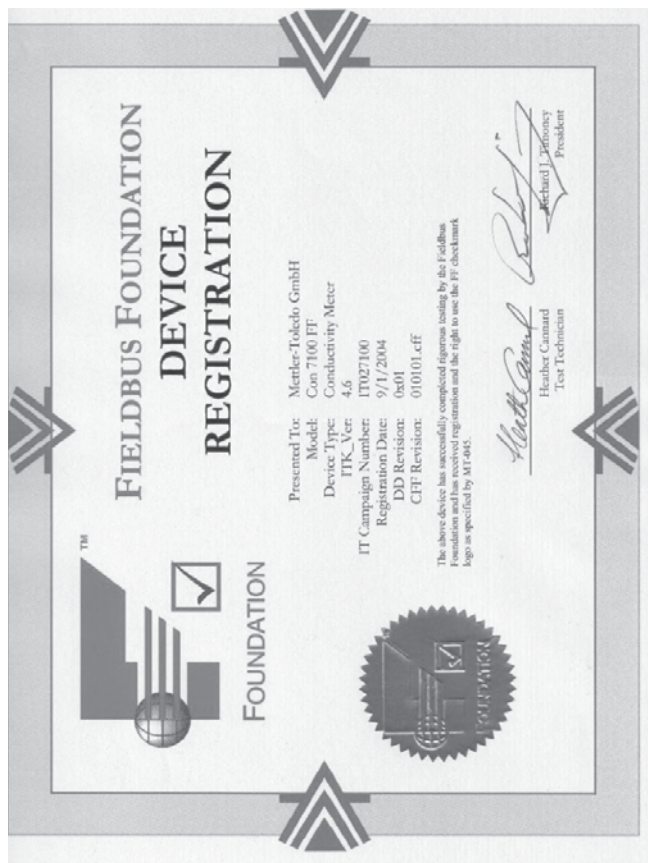 TM
FOUNDATION
FIELDBUS FOUNDATION
DEVICE
REGISTRATION
Presented To: Mettler-Toledo GmbH
Model: Con 7100 FF
Device Type: Conductivity Meter
ITK_Ver: 4.6
IT Campaign Number: IT027100
Registration Date: 9/1/2004
DD Revision: 0x01
CFF Revision: 010101.cff
The above device has successfully completed rigorous testing by the Fieldbus
Foundation and has received registration and the right to use the FF checkmark
logo as specified by MT-045.
FOUNDATION
Heather Cannard
Heather Cannard
Test Technician
Richard J. Timoney
President